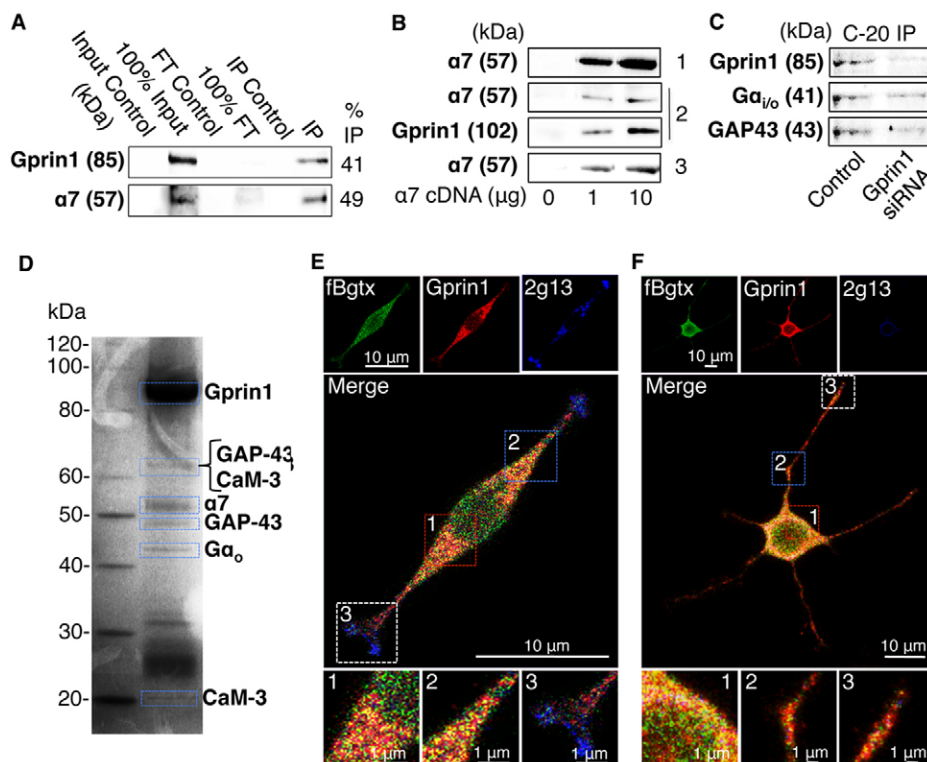 A
(kDa)
Input Control
100% Input
FT Control
100% FT
IP Control
IP
% IP
Gprin1 (85)
41
α7 (57)
49
B
(kDa)
α7 (57)
1
α7 (57)
2
Gprin1 (102)
α7 (57)
3
α7 cDNA (µg)
0
1
10
C
(kDa)
C-20 IP
Gprin1 (85)
Gαi/o (41)
GAP43 (43)
Control
Gprin1 siRNA
D
kDa
120-
100-
80-
60-
50-
40-
30-
20-
Gprin1
GAP-43
CaM-3
α7
GAP-43
Gαo
CaM-3
E
fBgtx
Gprin1
2g13
10 µm
Merge
1
2
3
10 µm
1
2
3
1 µm
1 µm
1 µm
F
fBgtx
Gprin1
2g13
10 µm
Merge
3
2
1
10 µm
1
2
3
1 µm
1 µm
1 µm